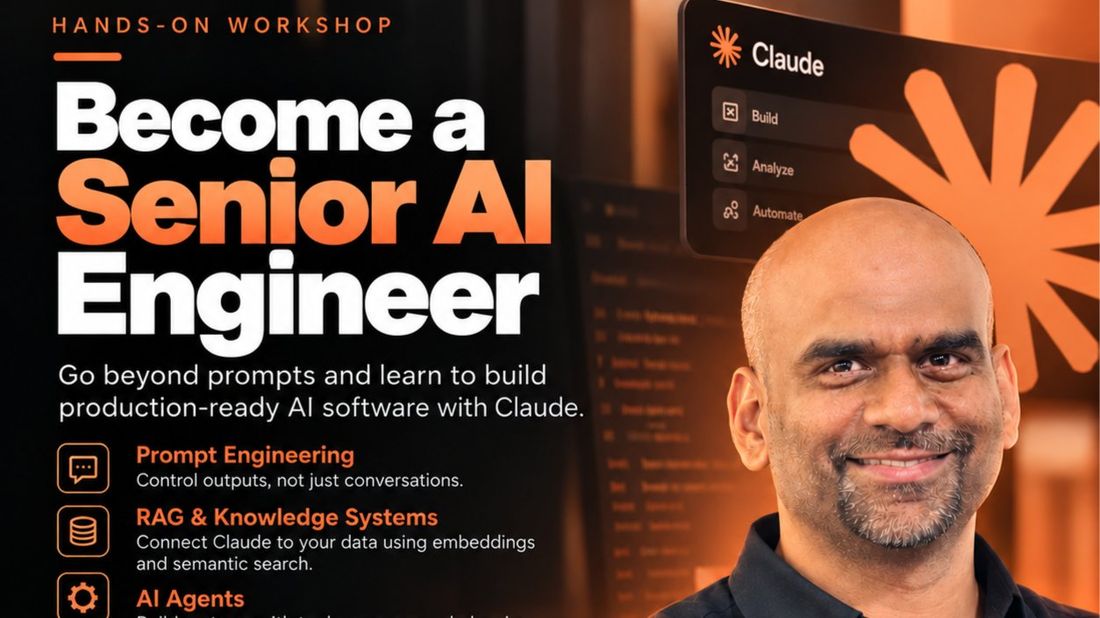 HANDS-ON WORKSHOP
Become a
Senior AI
Engineer
Go beyond prompts and learn to build
production-ready AI software with Claude.
Prompt Engineering
Control outputs, not just conversations.
RAG & Knowledge Systems
Connect Claude to your data using embeddings
and semantic search.
AI Agents
Claude
Build
Analyze
Automate